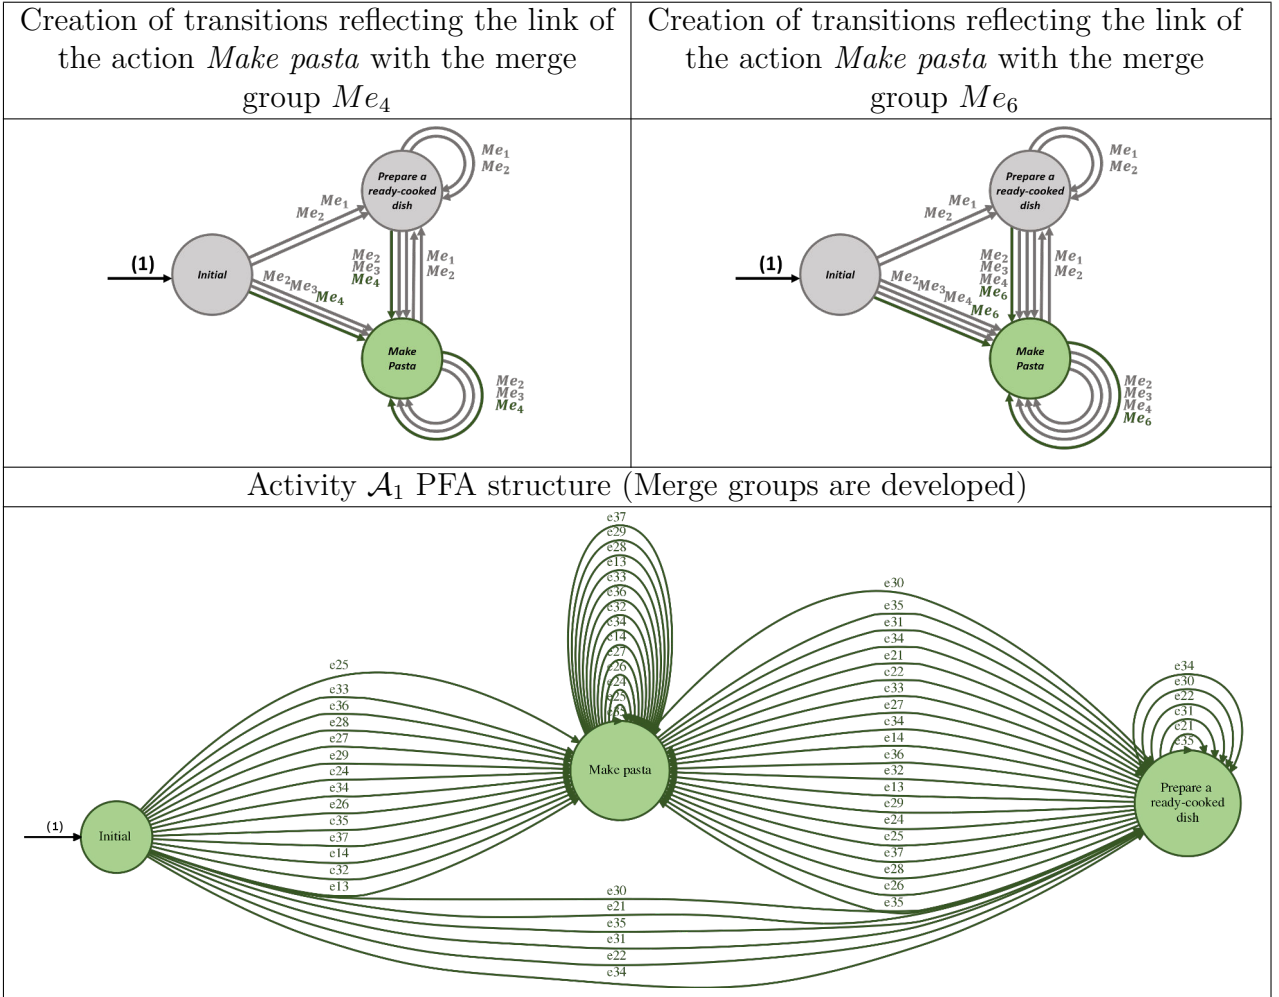 Creation of transitions reflecting the link of
the action Make pasta with the merge
group Me4
Creation of transitions reflecting the link of
the action Make pasta with the merge
group Me6
Me1
Me2
Prepare a
ready-cooked
dish
Me1
Me2
(1)
Initial
Me2
Me3
Me4
Me1
Me2
Me2
Me3
Me4
Make
Pasta
Me2
Me3
Me4
Me1
Me2
Prepare a
ready-cooked
dish
Me1
Me2
(1)
Initial
Me2
Me3
Me4
Me6
Me1
Me2
Me2
Me3
Me4
Me6
Make
Pasta
Me2
Me3
Me4
Me6
Activity A1 PFA structure (Merge groups are developed)
e37
e29
e28
e13
e33
e36
e32
e34
e14
e27
e26
e24
e25
e35
Make pasta
e25
e33
e36
e28
e27
e29
e24
e34
e26
e35
e37
e14
e32
e13
(1)
Initial
e30
e35
e31
e34
e21
e22
e33
e27
e34
e14
e36
e32
e13
e29
e24
e25
e37
e28
e26
e35
e34
e30
e22
e31
e21
e35
Prepare a
ready-cooked
dish
e30
e21
e35
e31
e22
e34